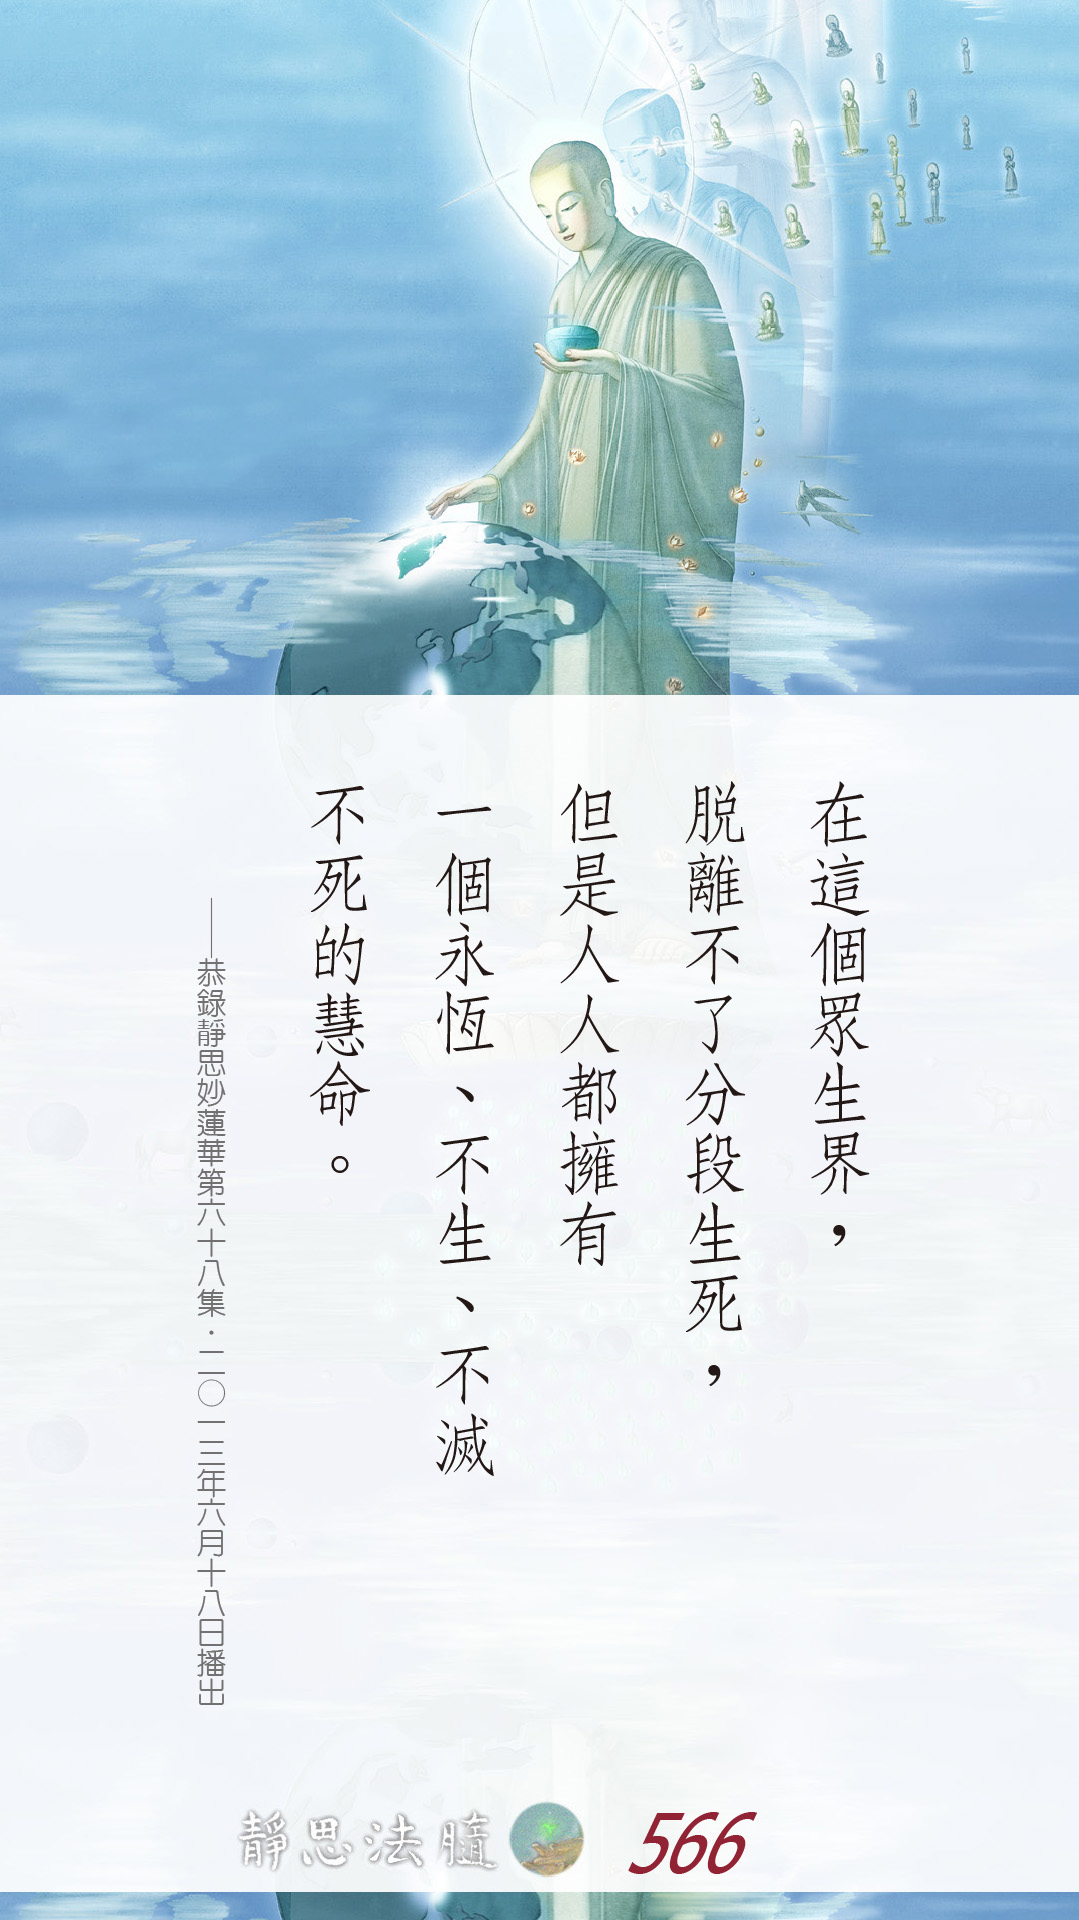 在這個眾生界，
脫離不了分段生死，
但是人人都擁有
一個永恆、不生、不滅
不死的慧命。
——恭錄靜思妙蓮華第六十八集・二〇一三年六月十八日播出
靜思法髓
566